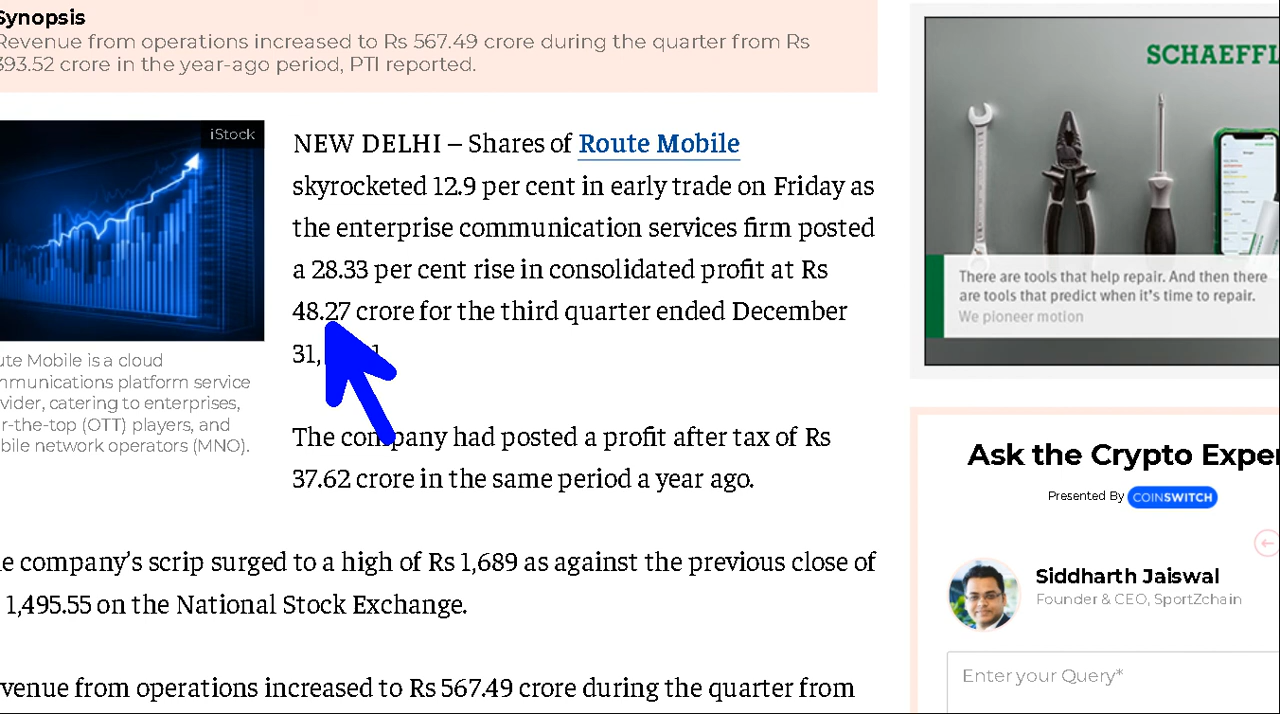 Synopsis
Revenue from operations increased to Rs 567.49 crore during the quarter from Rs
393.52 crore in the year-ago period, PTI reported.
iStock
ute Mobile is a cloud
mmunications platform service
vider, catering to enterprises,
r-the-top (OTT) players, and
bile network operators (MNO).
NEW DELHI – Shares of Route Mobile
skyrocketed 12.9 per cent in early trade on Friday as
the enterprise communication services firm posted
a 28.33 per cent rise in consolidated profit at Rs
48.27 crore for the third quarter ended December
31,
The company had posted a profit after tax of Rs
37.62 crore in the same period a year ago.
e company's scrip surged to a high of Rs 1,689 as against the previous close of
1,495.55 on the National Stock Exchange.
venue from operations increased to Rs 567.49 crore during the quarter from
SCHAEFFL
There are tools that help repair. And then there
are tools that predict when it's time to repair.
We pioneer motion
Ask the Crypto Exper
Presented By COINSWITCH
Siddharth Jaiswal
Founder & CEO, SportZchain
Enter your Query*